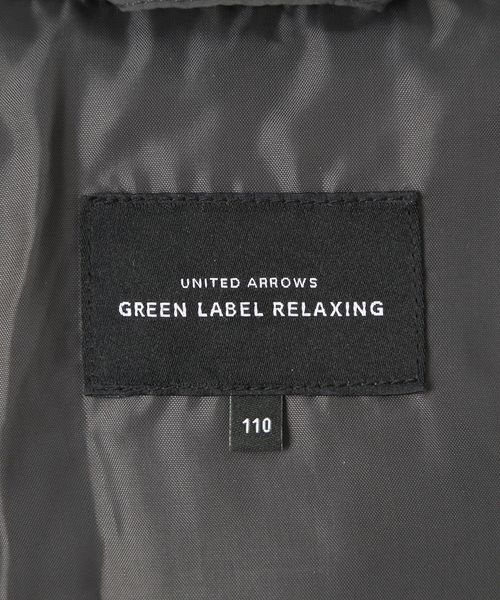 UNITED ARROWS
GREEN LABEL RELAXING
110